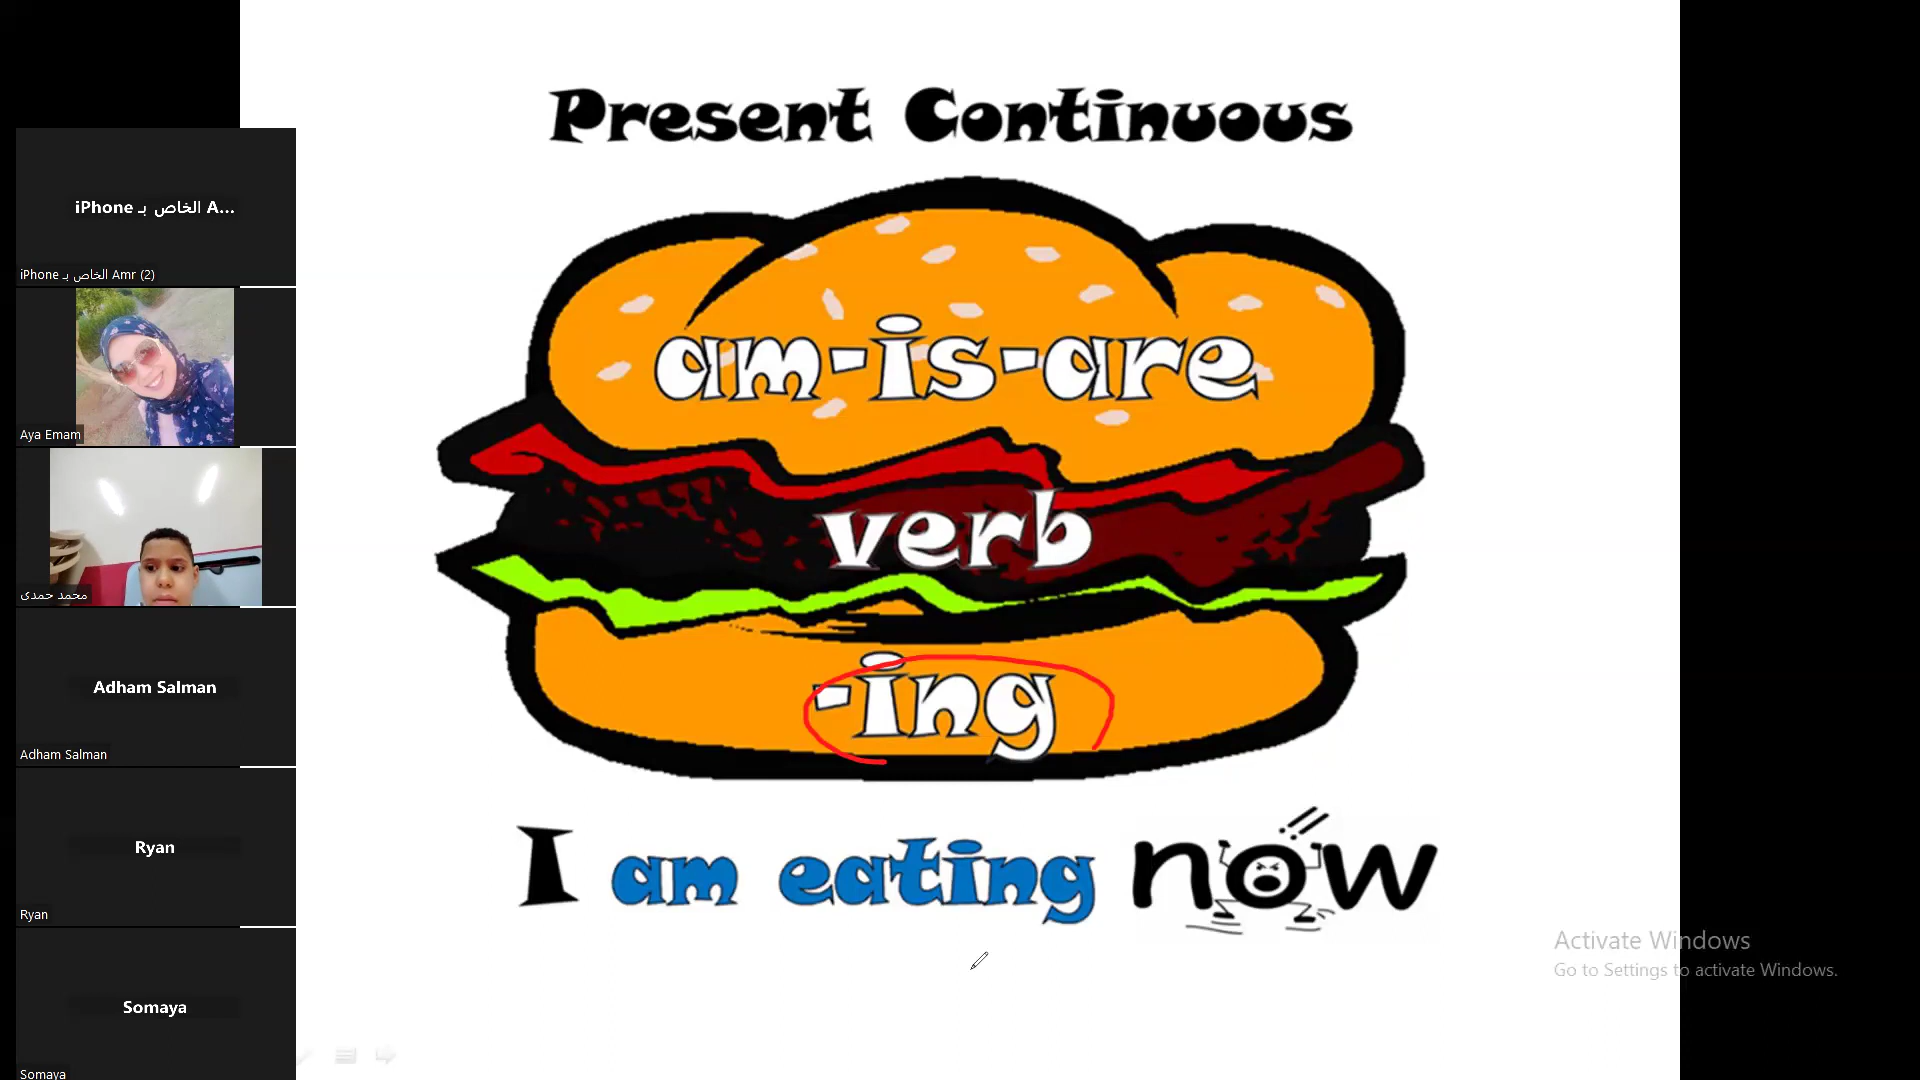 Present Continuous
iPhone الخاص بـ A...
iPhone الخاص بـ Amr (2)
am-is-are
Aya Emam
verb
محمد حمدى
-ing
Adham Salman
Adham Salman
I am eating now
Ryan
Ryan
Activate Windows
Go to Settings to activate Windows.
Somaya
Somaya